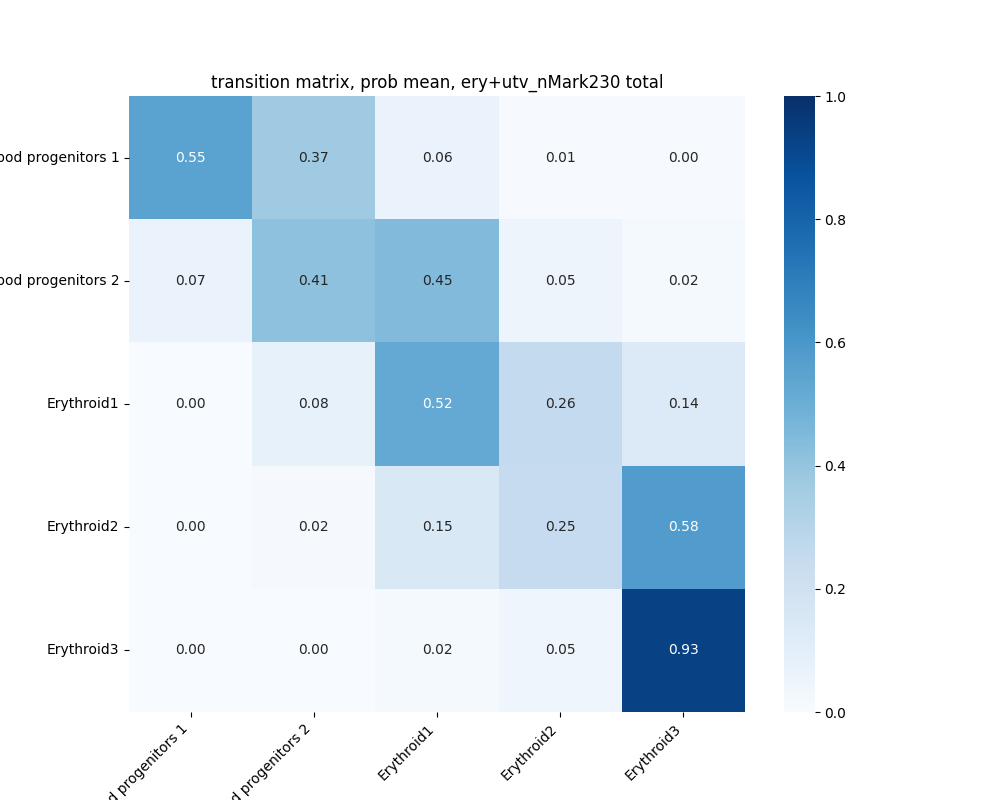 transition matrix, prob mean, ery+utv_nMark230 total
ood progenitors 1 0.55 0.37 0.06 0.01 0.00
ood progenitors 2 0.07 0.41 0.45 0.05 0.02
Erythroid1 0.00 0.08 0.52 0.26 0.14
Erythroid2 0.00 0.02 0.15 0.25 0.58
Erythroid3 0.00 0.00 0.02 0.05 0.93
d progenitors 1
d progenitors 2
Erythroid1
Erythroid2
Erythroid3
1.0
0.8
0.6
0.4
0.2
0.0